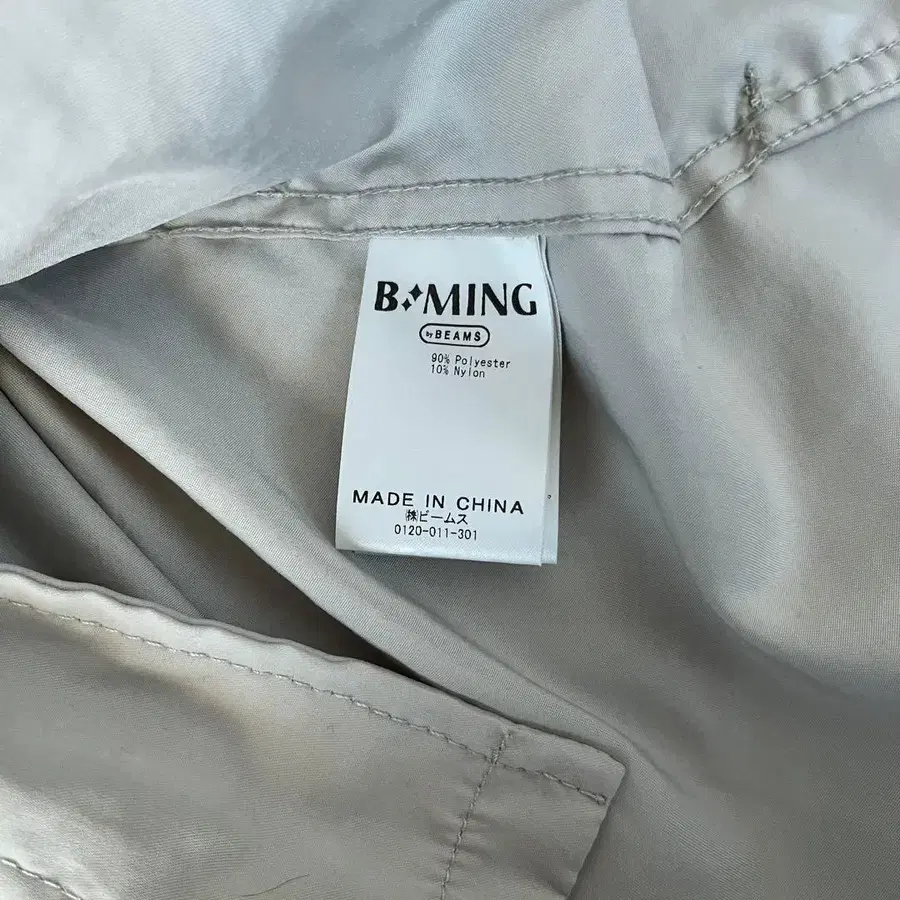 B MING
by BEAMS
90% Polyester
10% Nylon
MADE IN CHINA
㈱ビームス
0120-011-301